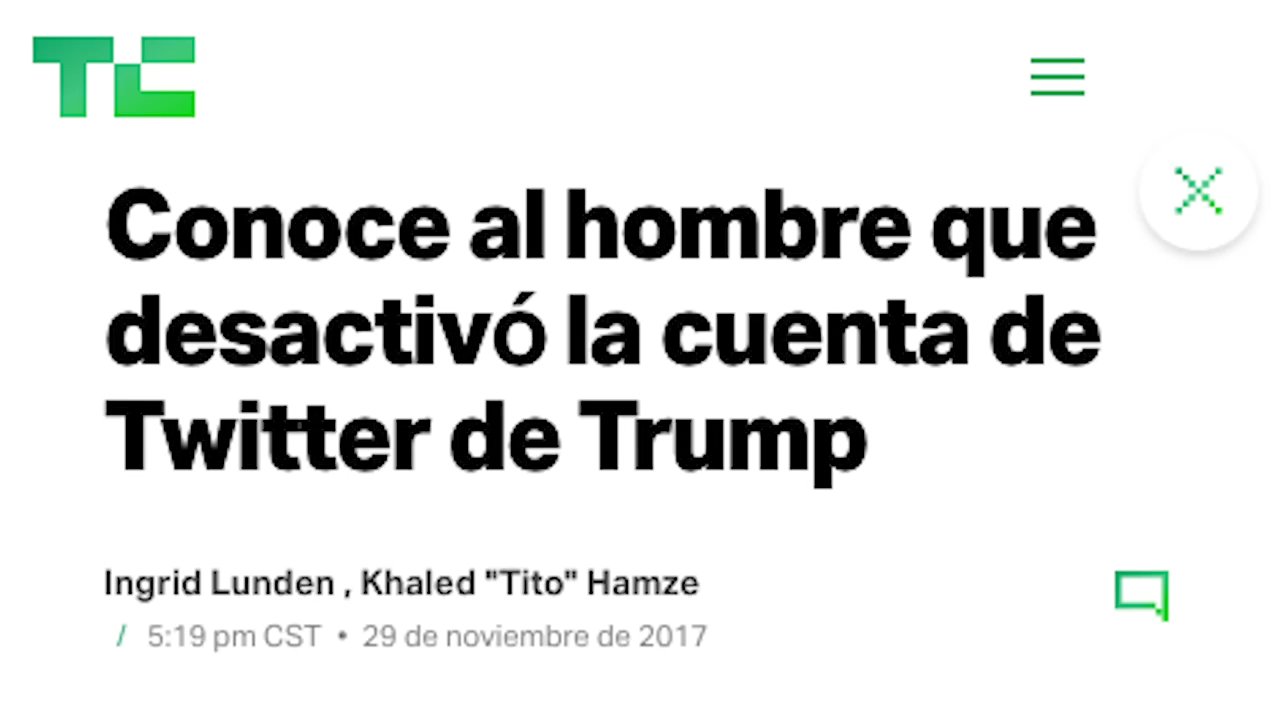 TC
Conoce al hombre que
desactivó la cuenta de
Twitter de Trump
Ingrid Lunden , Khaled "Tito" Hamze
/ 5:19 pm CST • 29 de noviembre de 2017